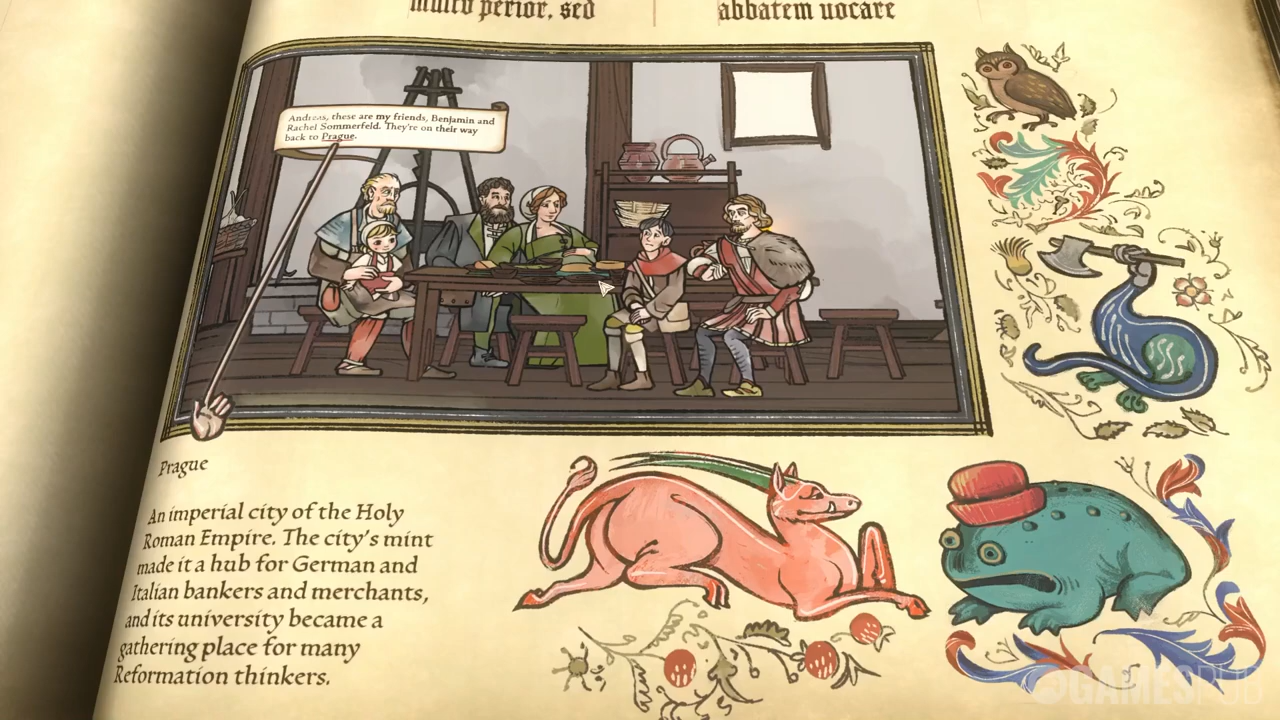 multo perior, sed
abbatem uocare
Andreas, these are my friends, Benjamin and
Rachel Sommerfeld. They're on their way
back to Prague.
Prague
An imperial city of the Holy
Roman Empire. The city's mint
made it a hub for German and
Italian bankers and merchants,
and its university became a
gathering place for many
Reformation thinkers.
GAMESPUB